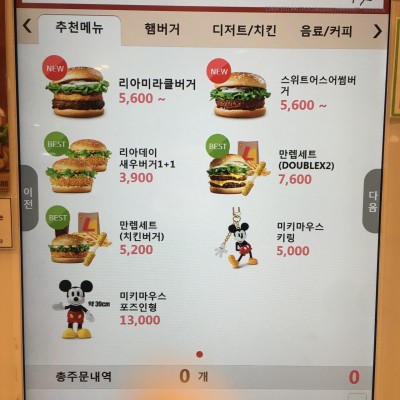 추천메뉴 햄버거 디저트/치킨 음료/커피
NEW
리아미라클버거
5,600 ~
NEW
스위트어스어썸버
거
5,600 ~
BEST
리아데이
새우버거1+1
3,900
BEST
만렙세트
(DOUBLEX2)
7,600
BEST
만렙세트
(치킨버거)
5,200
미키마우스
키링
5,000
약 39cm
미키마우스
포즈인형
13,000
이전
다음
총주문내역 0 개 0